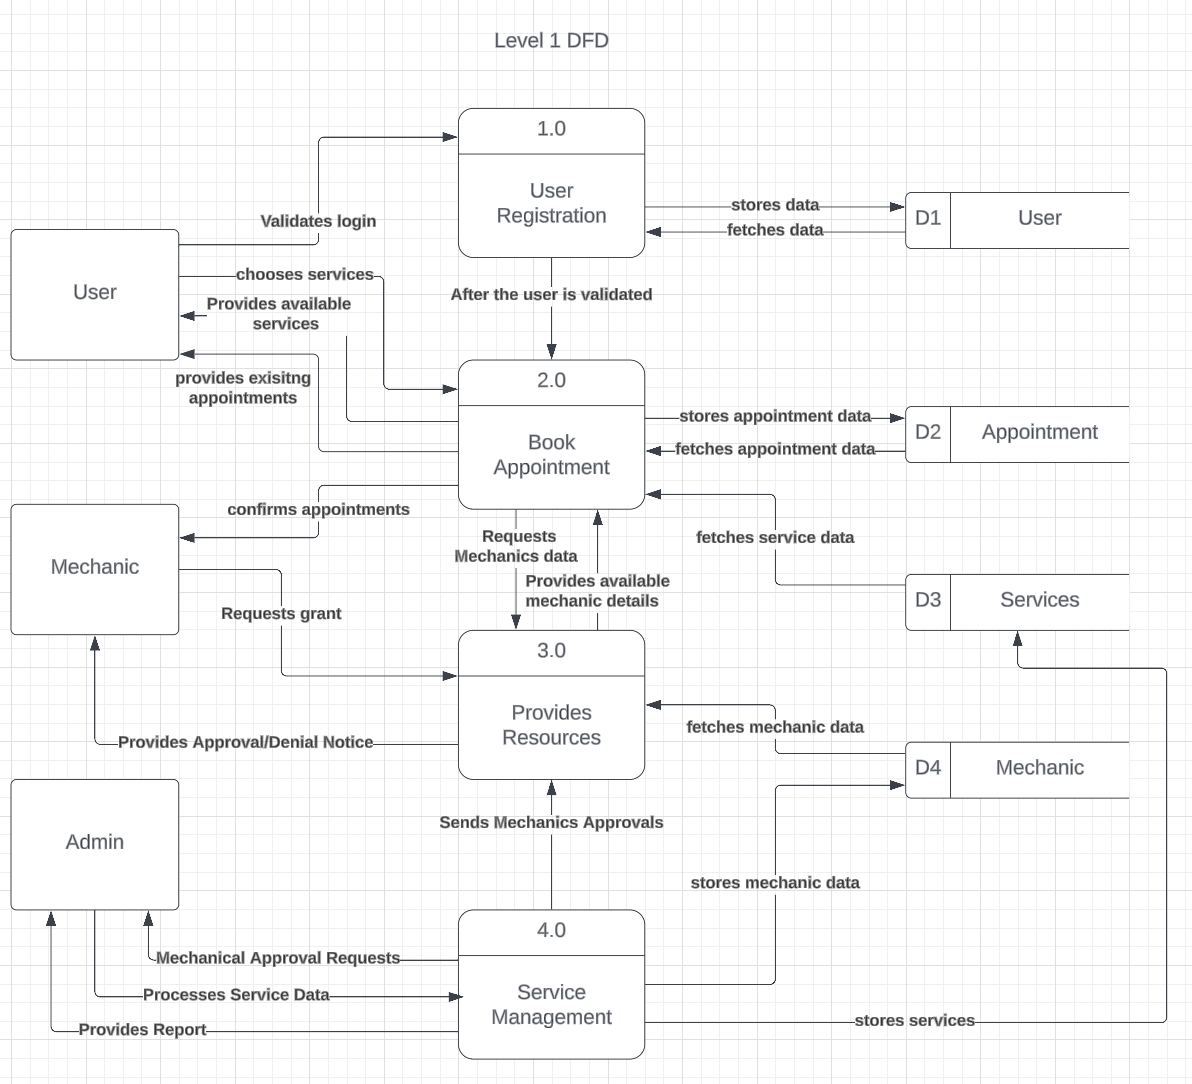 Level 1 DFD
1.0
User
Registration
stores data
fetches data
D1
User
Validates login
User
chooses services
Provides available
services
provides exisitng
appointments
After the user is validated
2.0
Book
Appointment
stores appointment data
fetches appointment data
D2
Appointment
confirms appointments
Mechanic
Requests grant
Requests
Mechanics data
Provides available
mechanic details
fetches service data
D3
Services
3.0
Provides
Resources
Provides Approval/Denial Notice
fetches mechanic data
D4
Mechanic
Admin
Sends Mechanics Approvals
stores mechanic data
4.0
Service
Management
Mechanical Approval Requests
Processes Service Data
Provides Report
stores services